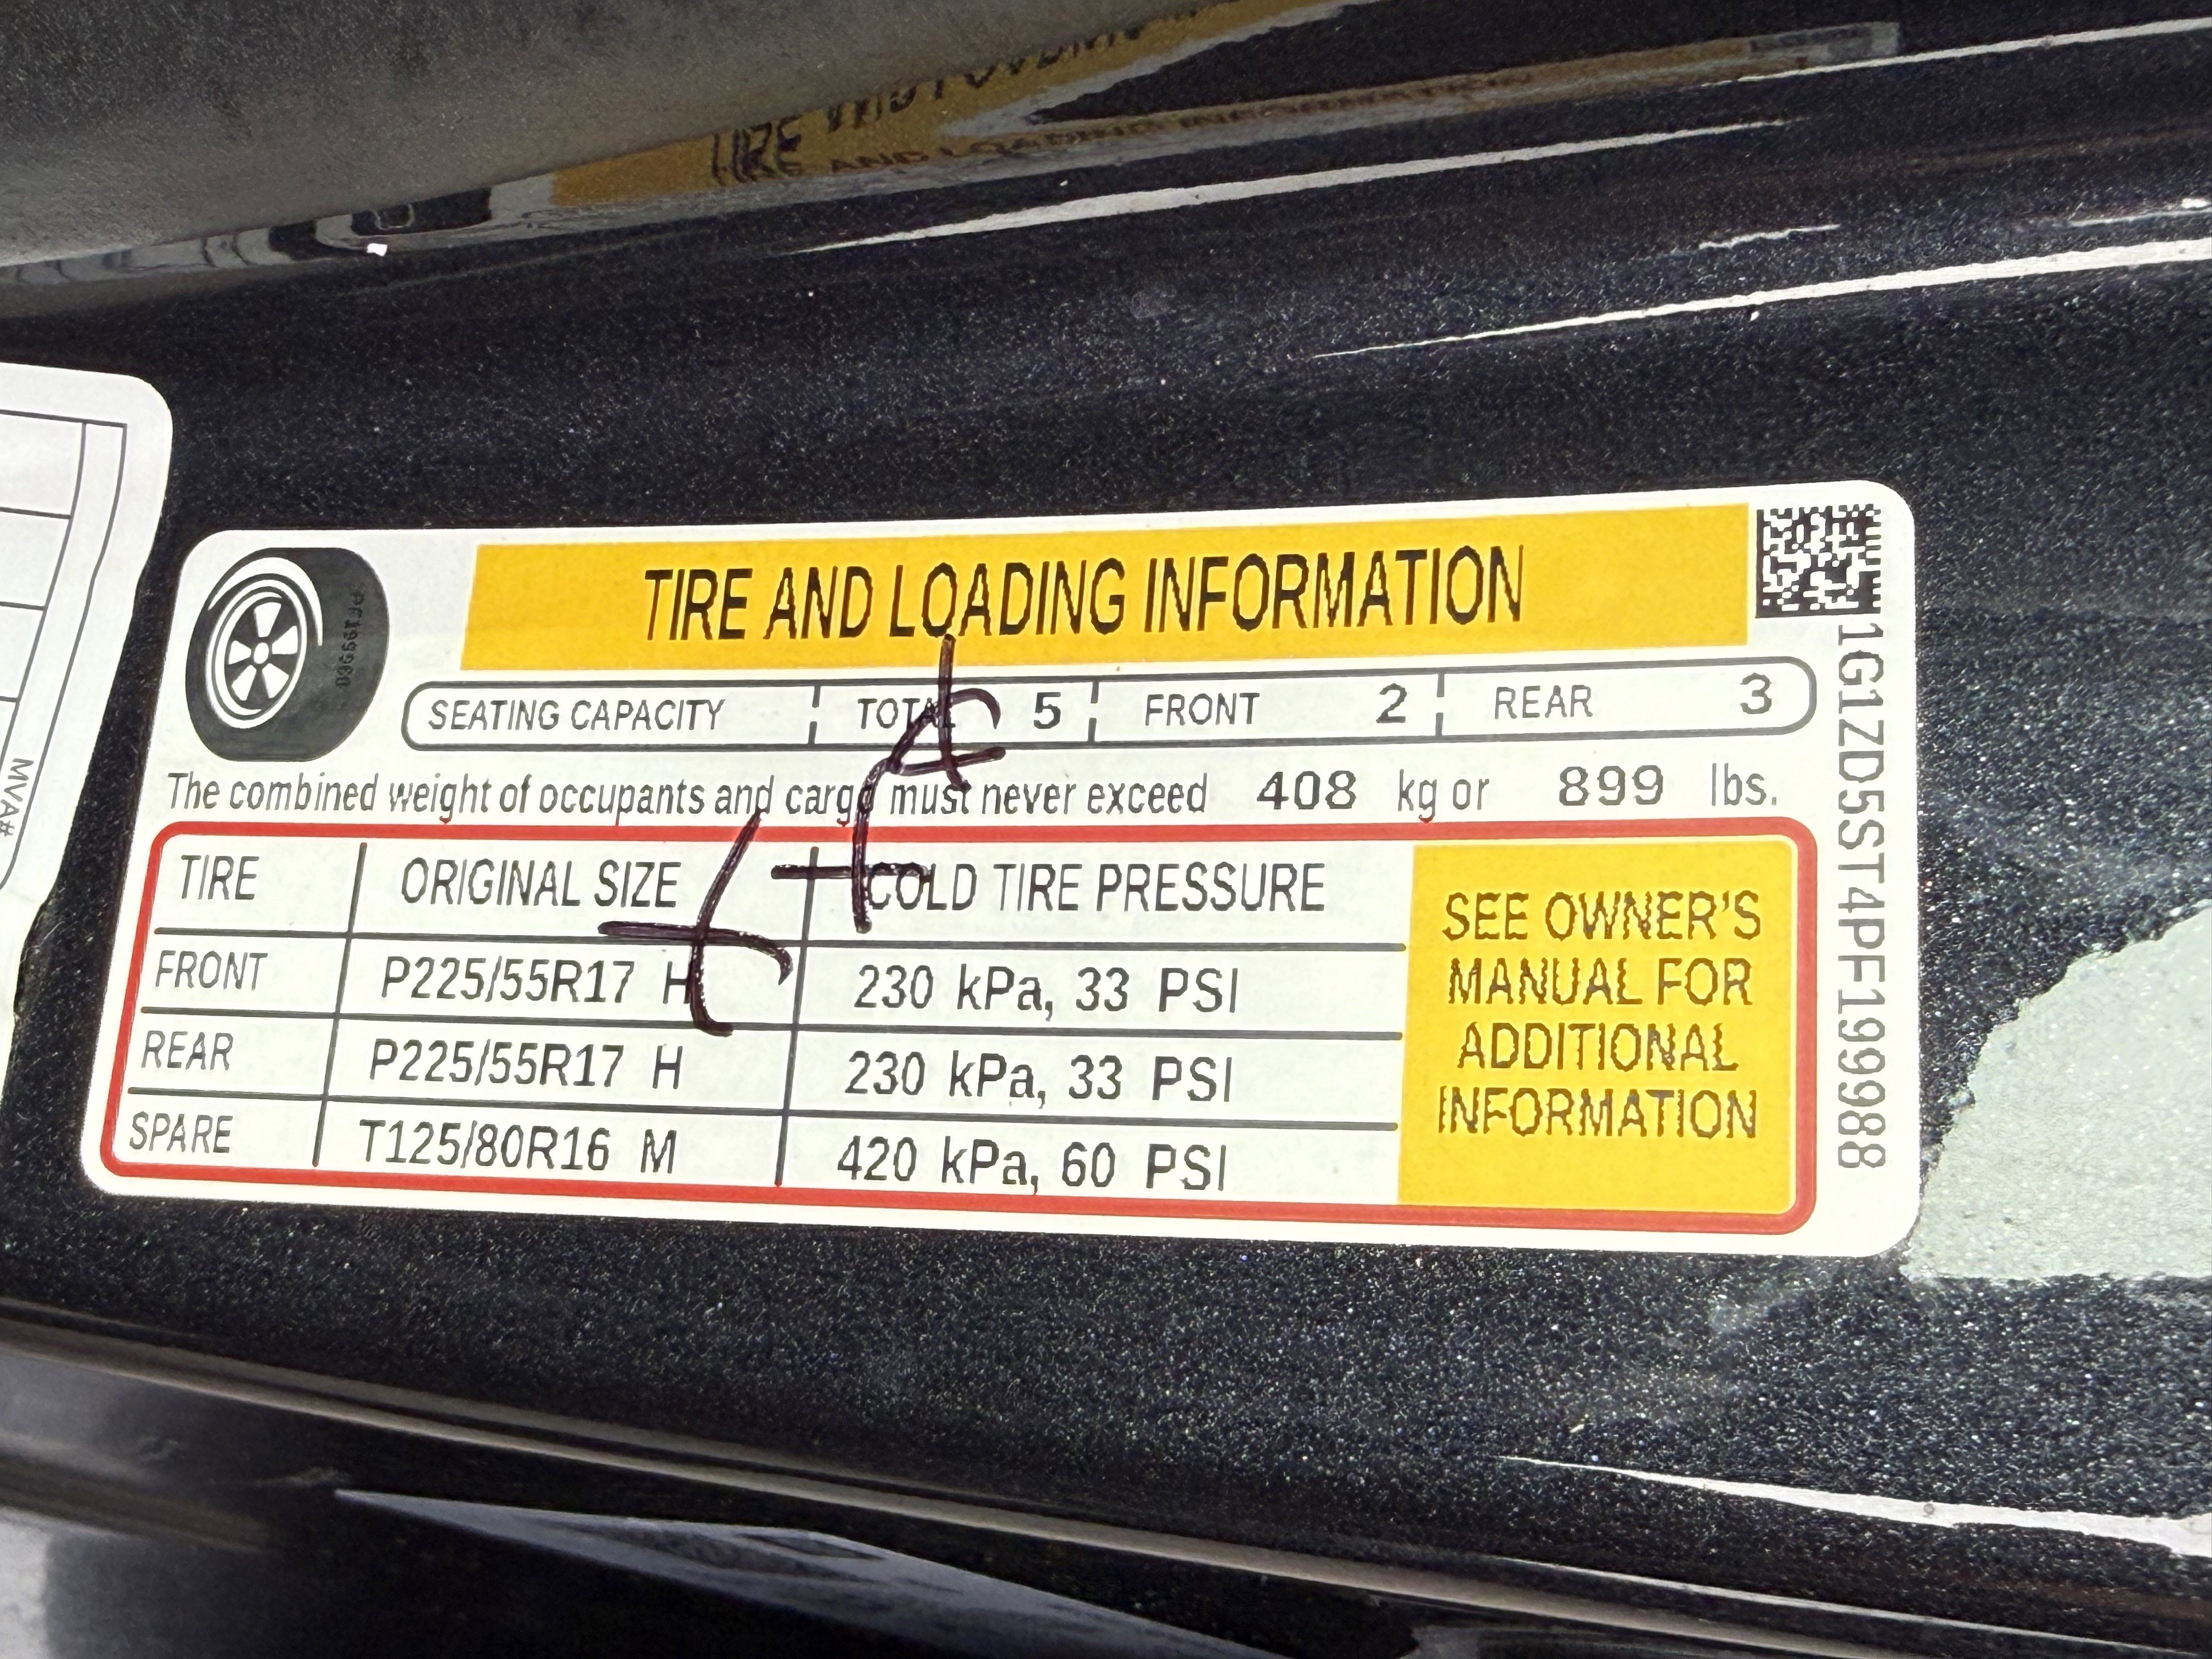 TIRE AND LOADING INFORMATION
SEATING CAPACITY TOTAL 5 FRONT 2 REAR 3
The combined weight of occupants and cargo must never exceed 408 kg or 899 lbs.
TIRE ORIGINAL SIZE COLD TIRE PRESSURE
FRONT P225/55R17 H 230 kPa, 33 PSI
REAR P225/55R17 H 230 kPa, 33 PSI
SPARE T125/80R16 M 420 kPa, 60 PSI
SEE OWNER'S
MANUAL FOR
ADDITIONAL
INFORMATION
1G1ZD5ST4PF199988
MVA#